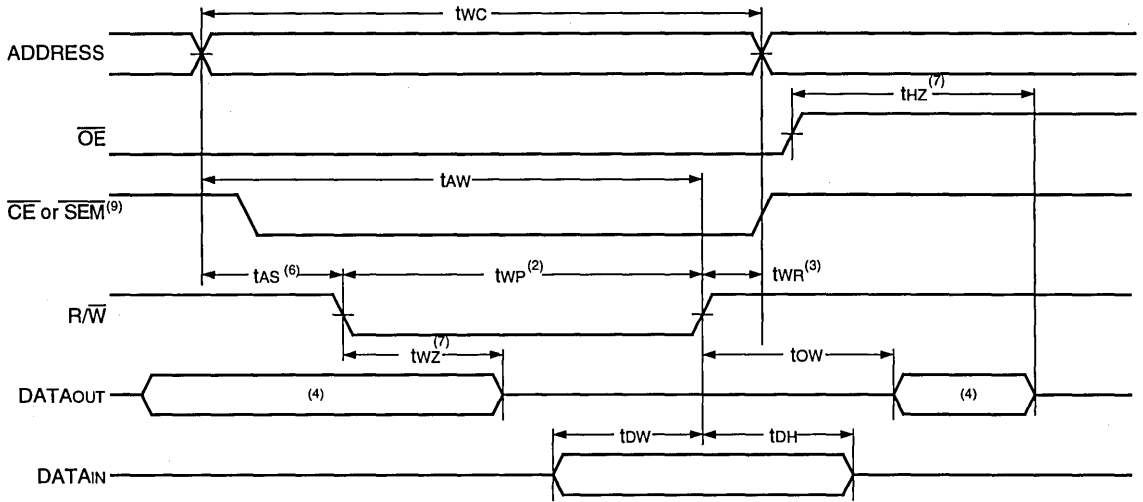 tWC
ADDRESS
tHZ(7)
OE
tAW
CE or SEM(9)
tAS (6) tWP(2) tWR(3)
R/W
tWZ(7) tOW
DATAOUT (4) (4)
tDW tDH
DATAIN